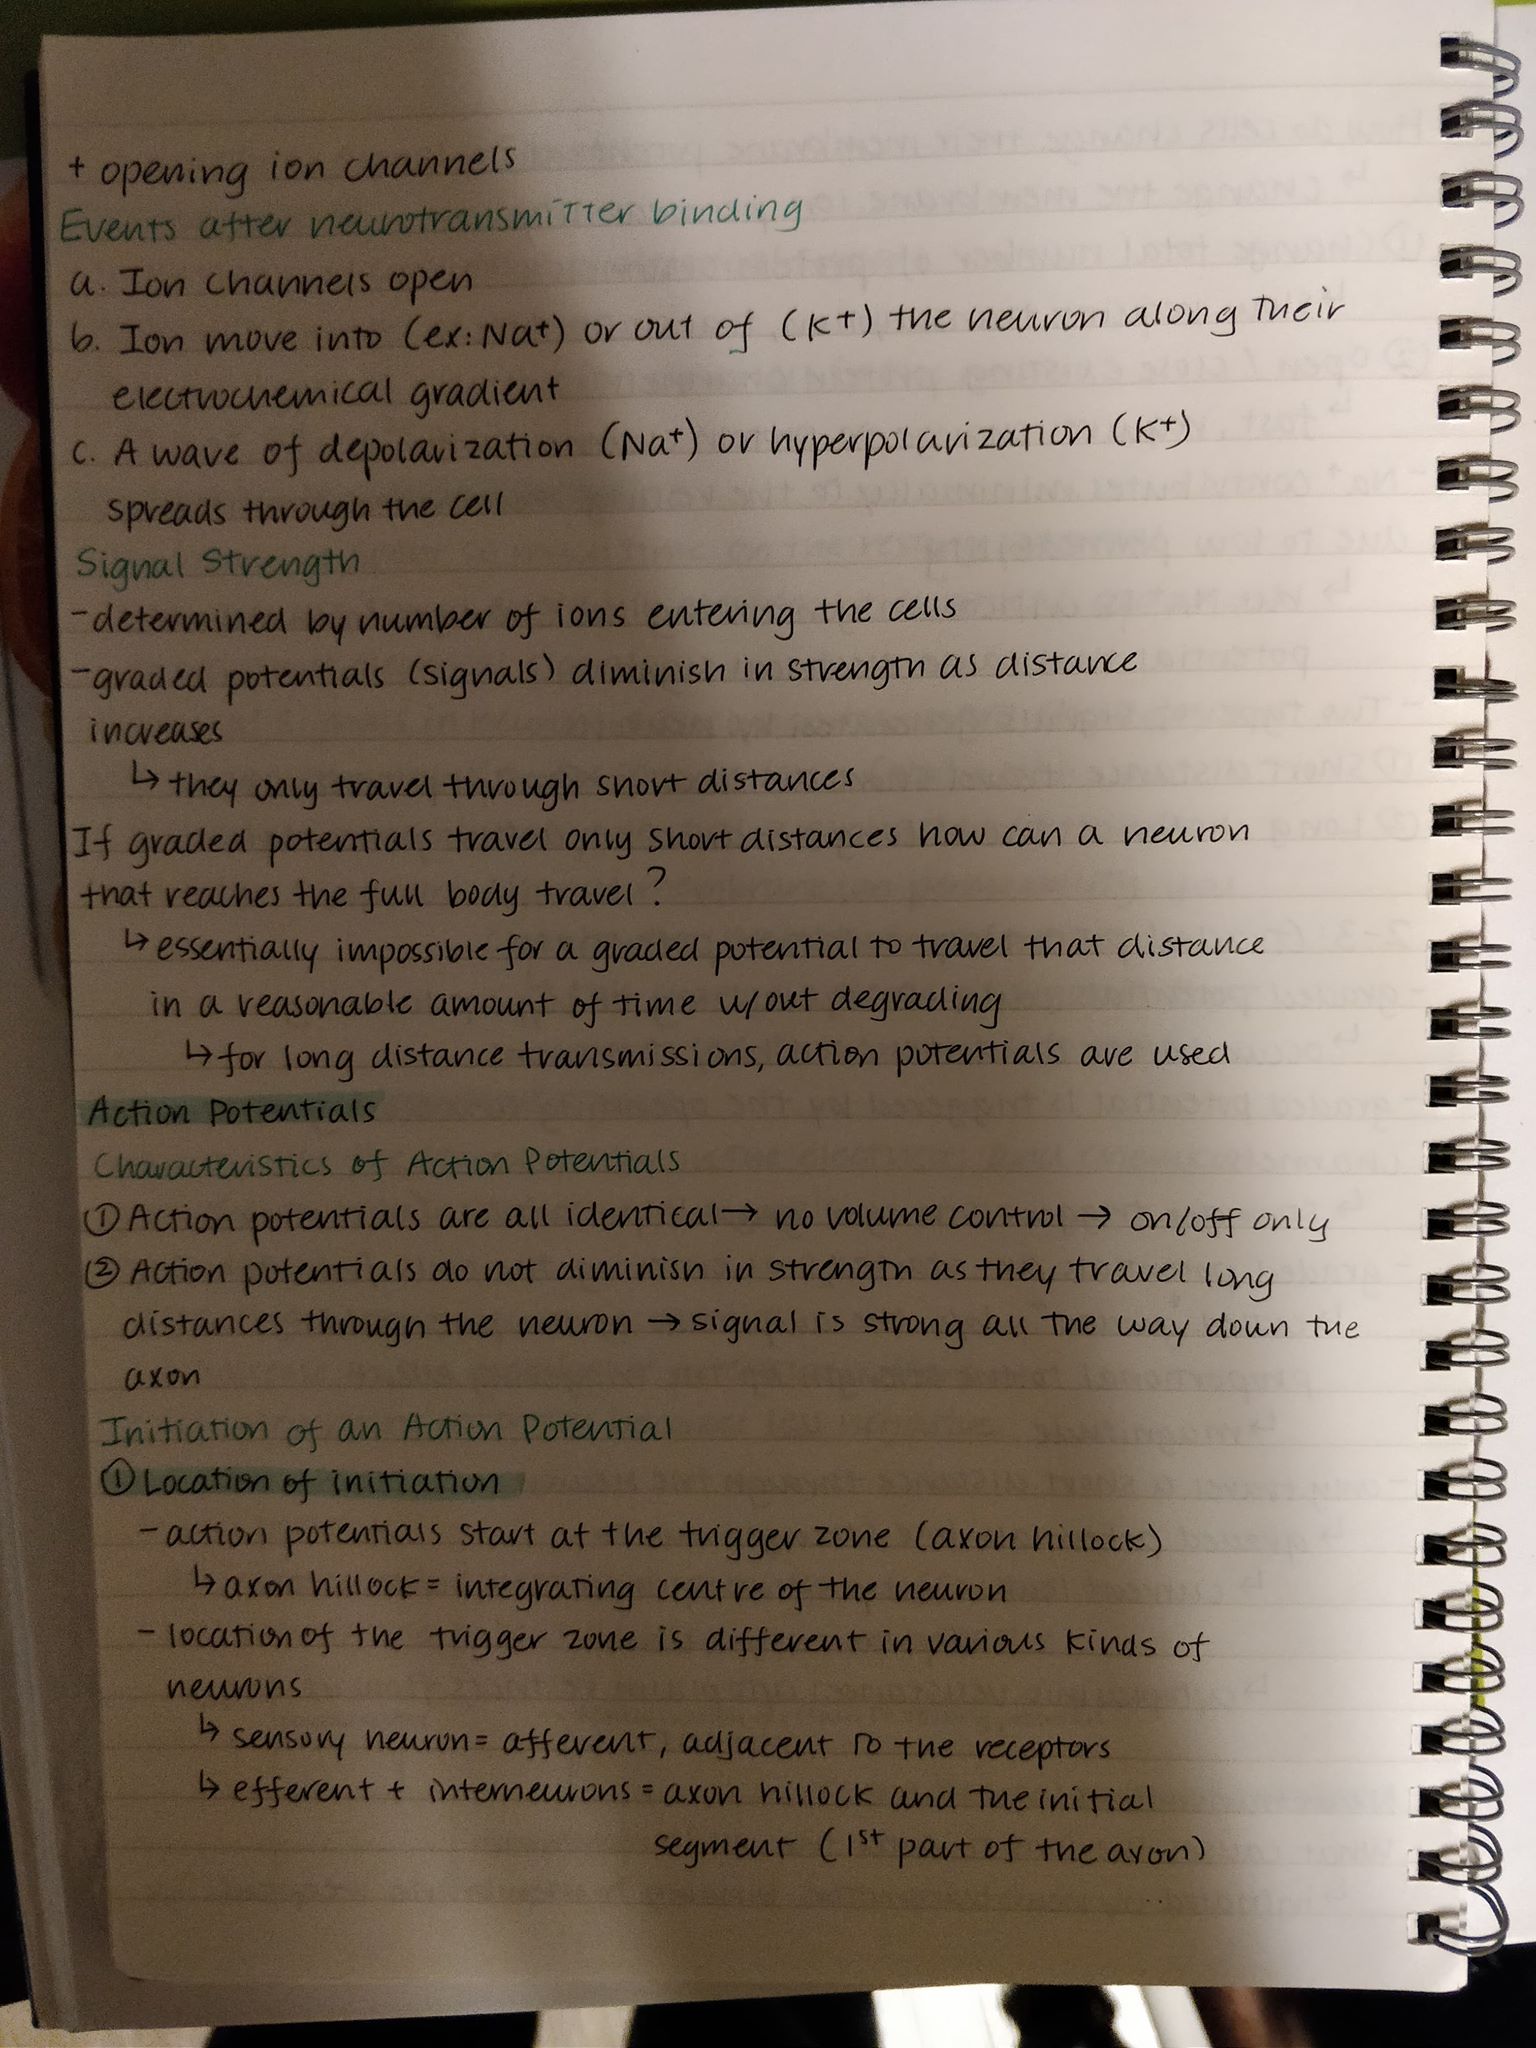 + opening ion channels
Events after neurotransmitter binding
a. Ion channels open
b. Ion move into (ex: Na+) or out of (K+) the neuron along their
electrochemical gradient
c. A wave of depolarization (Na+) or hyperpolarization (K+)
spreads through the cell
Signal Strength
- determined by number of ions entering the cells
- graded potentials (signals) diminish in strength as distance
increases
↳ they only travel through short distances
If graded potentials travel only short distances how can a neuron
that reaches the full body travel?
↳ essentially impossible for a graded potential to travel that distance
in a reasonable amount of time w/out degrading
↳ for long distance transmissions, action potentials are used
Action Potentials
Characteristics of Action Potentials
① Action potentials are all identical → no volume control → on/off only
② Action potentials do not diminish in strength as they travel long
distances through the neuron → signal is strong all the way down the
axon
Initiation of an Action Potential
① Location of initiation
- action potentials start at the trigger zone (axon hillock)
↳ axon hillock = integrating centre of the neuron
- location of the trigger zone is different in various kinds of
neurons
↳ sensory neuron = afferent, adjacent to the receptors
↳ efferent + interneurons = axon hillock and the initial
segment (1st part of the axon)